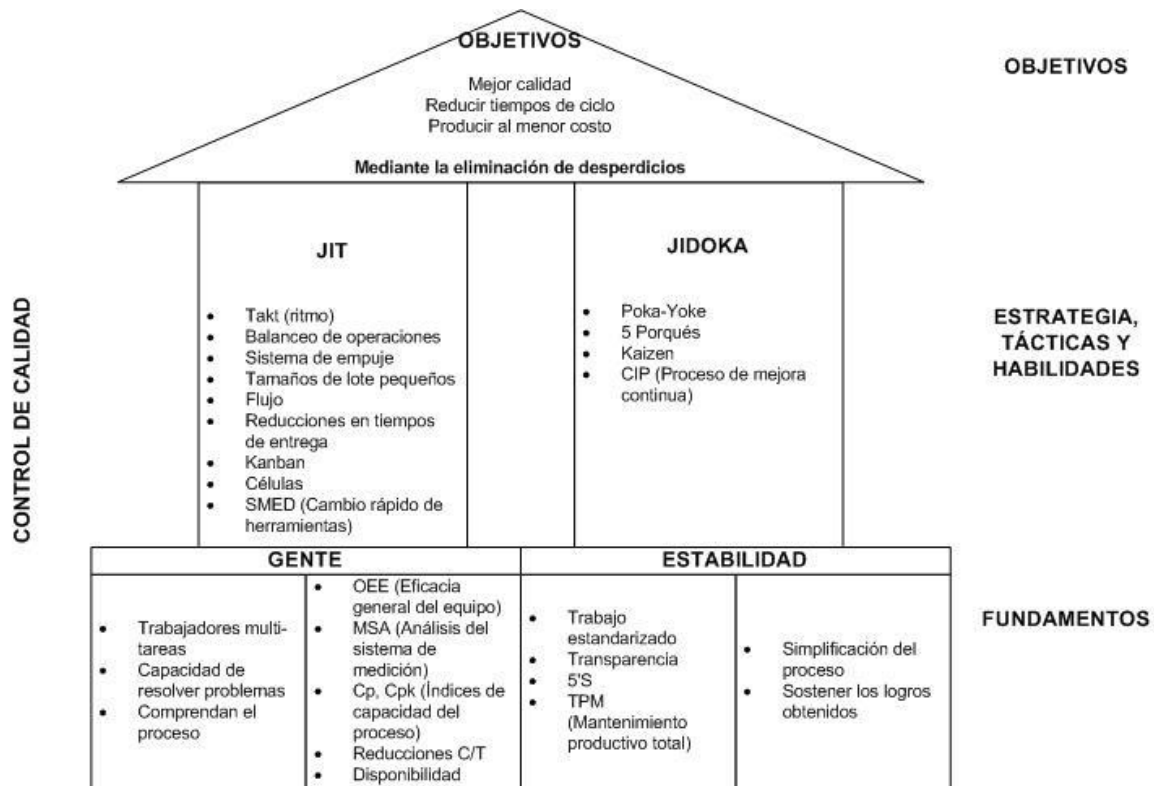 OBJETIVOS
Mejor calidad
Reducir tiempos de ciclo
Producir al menor costo
Mediante la eliminación de desperdicios
OBJETIVOS
CONTROL DE CALIDAD
JIT
• Takt (ritmo)
• Balanceo de operaciones
• Sistema de empuje
• Tamaños de lote pequeños
• Flujo
• Reducciones en tiempos
de entrega
• Kanban
• Células
• SMED (Cambio rápido de
herramientas)
JIDOKA
• Poka-Yoke
• 5 Porqués
• Kaizen
• CIP (Proceso de mejora
continua)
ESTRATEGIA,
TÁCTICAS Y
HABILIDADES
GENTE
• Trabajadores multi-
tareas
• Capacidad de
resolver problemas
• Comprendan el
proceso
• OEE (Eficacia
general del equipo)
• MSA (Análisis del
sistema de
medición)
• Cp, Cpk (Índices de
capacidad del
proceso)
• Reducciones C/T
• Disponibilidad
ESTABILIDAD
• Trabajo
estandarizado
• Transparencia
• 5'S
• TPM
(Mantenimiento
productivo total)
• Simplificación del
proceso
• Sostener los logros
obtenidos
FUNDAMENTOS